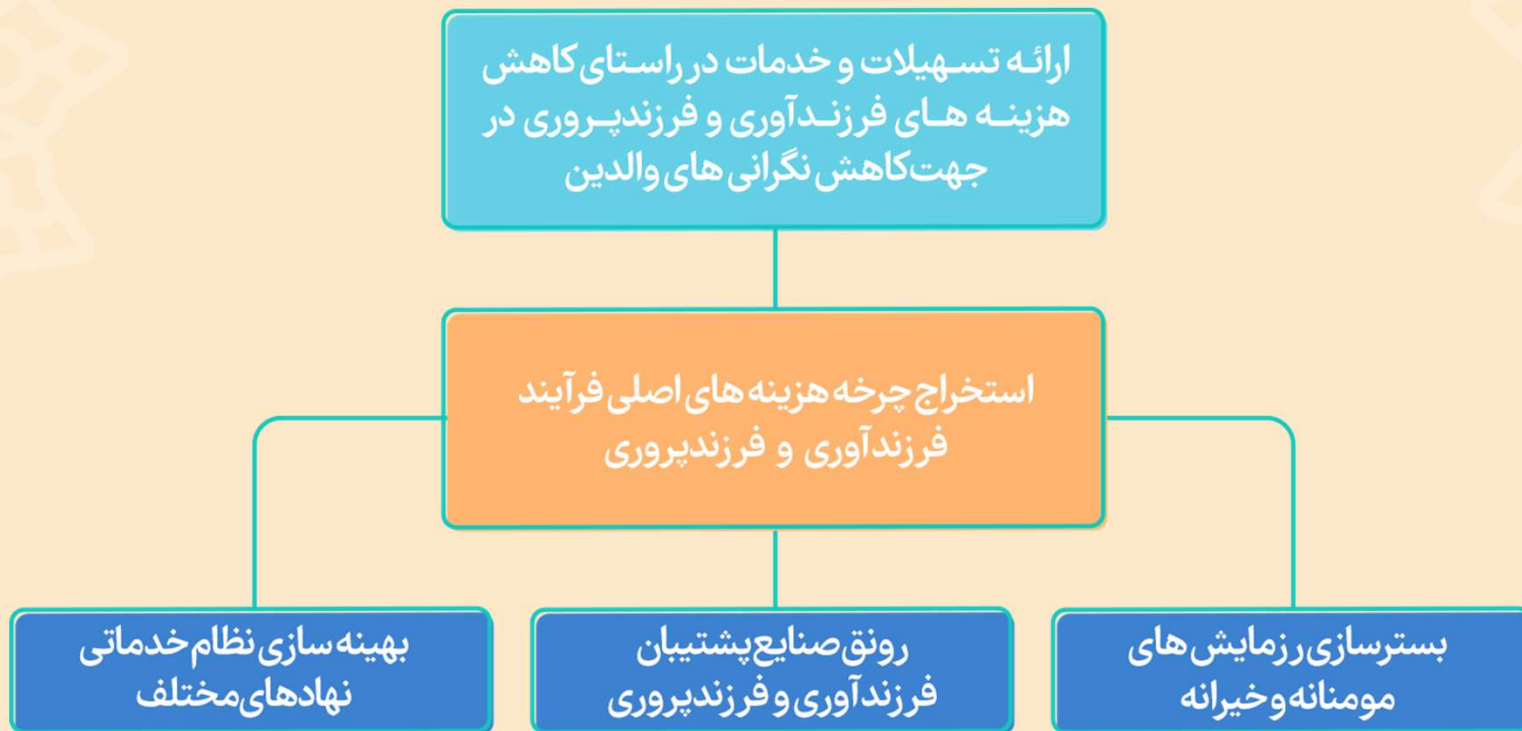 ارائه تسهیلات و خدمات در راستای کاهش
هزینه های فرزندآوری و فرزندپروری در
جهت کاهش نگرانی های والدین
استخراج چرخه هزینه های اصلی فرآیند
فرزندآوری و فرزندپروری
بسترسازی رزمایش های
مومنانه و خیرانه
رونق صنایع پشتیبان
فرزندآوری و فرزندپروری
بهینه سازی نظام خدماتی
نهادهای مختلف